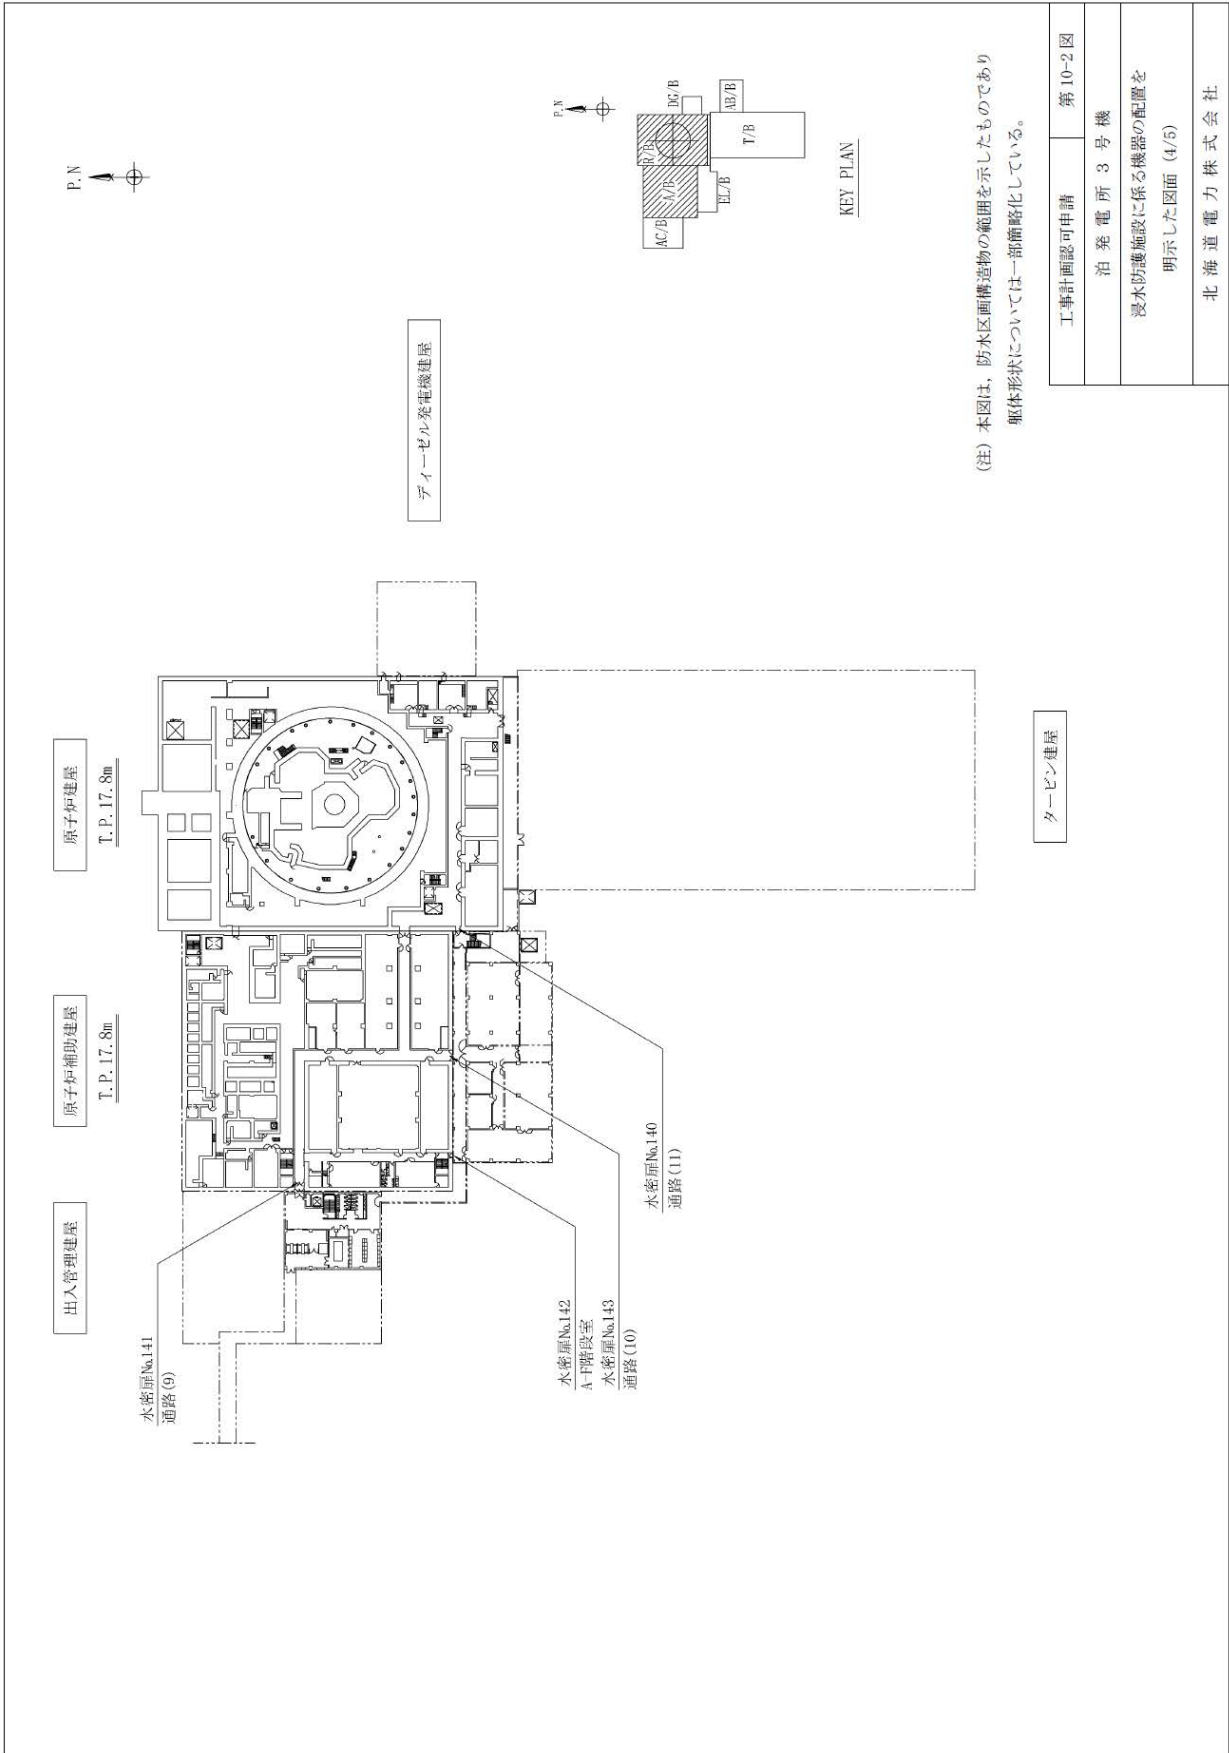 P.N
出入管理建屋
原子炉補助建屋
T.P.17.8m
原子炉建屋
T.P.17.8m
ディーゼル発電機建屋
タービン建屋
水密扉No.141
通路(9)
水密扉No.142
A-F階段室
水密扉No.143
通路(10)
水密扉No.140
通路(11)
P.N
R/B
DG/B
A/B
AC/B
EL/B
T/B
AB/B
KEY PLAN
(注) 本図は，防水区画構造物の範囲を示したものであり
躯体形状については一部簡略化している。
工事計画認可申請 第10-2図
泊発電所3号機
浸水防護施設に係る機器の配置を
明示した図面 (4/5)
北海道電力株式会社